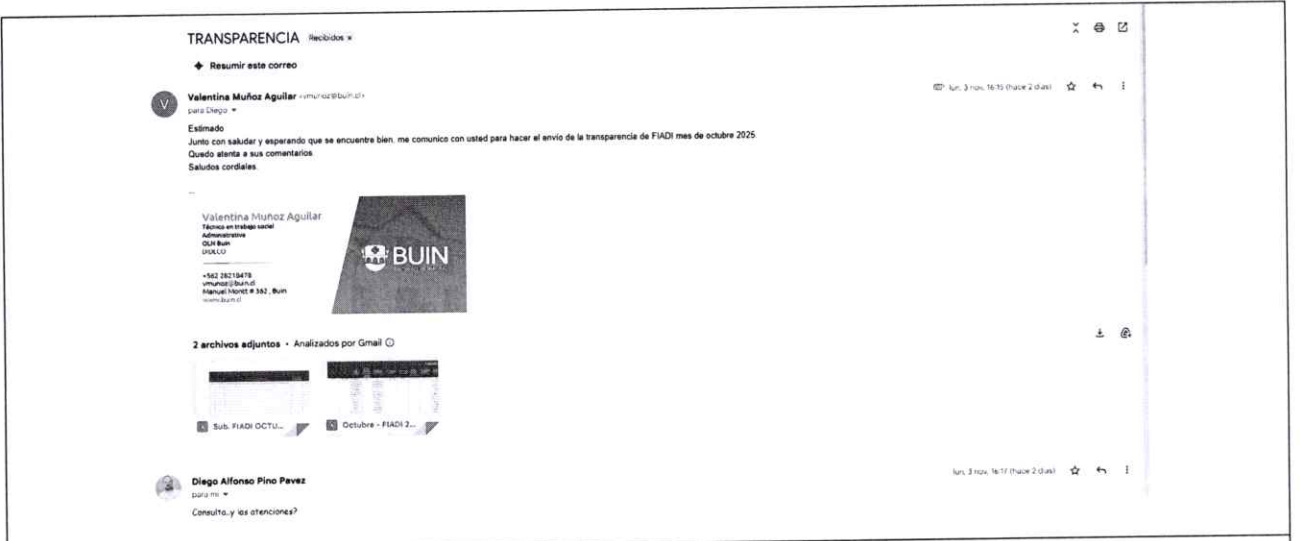 TRANSPARENCIA Recibidos x
Resumir este correo
Valentina Muñoz Aguilar <vmunoz@buin.cl>
lun, 3 nov, 16:15 (hace 2 días)
para Diego
Estimado
Junto con saludar y esperando que se encuentre bien, me comunico con usted para hacer el envío de la transparencia de FIADI mes de octubre 2025.
Quedo atenta a sus comentarios.
Saludos cordiales.
--
Valentina Muñoz Aguilar
Técnico en trabajo social
Administrativa
OLN Buin
DIDECO
+562 28218478
vmunoz@buin.cl
Manuel Montt # 362 , Buin
www.buin.cl
BUIN
2 archivos adjuntos • Analizados por Gmail
Sub. FIADI OCTU...
Octubre - FIADI 2...
Diego Alfonso Pino Pavez
lun, 3 nov, 16:17 (hace 2 días)
para mí
Consulta..y las atenciones?